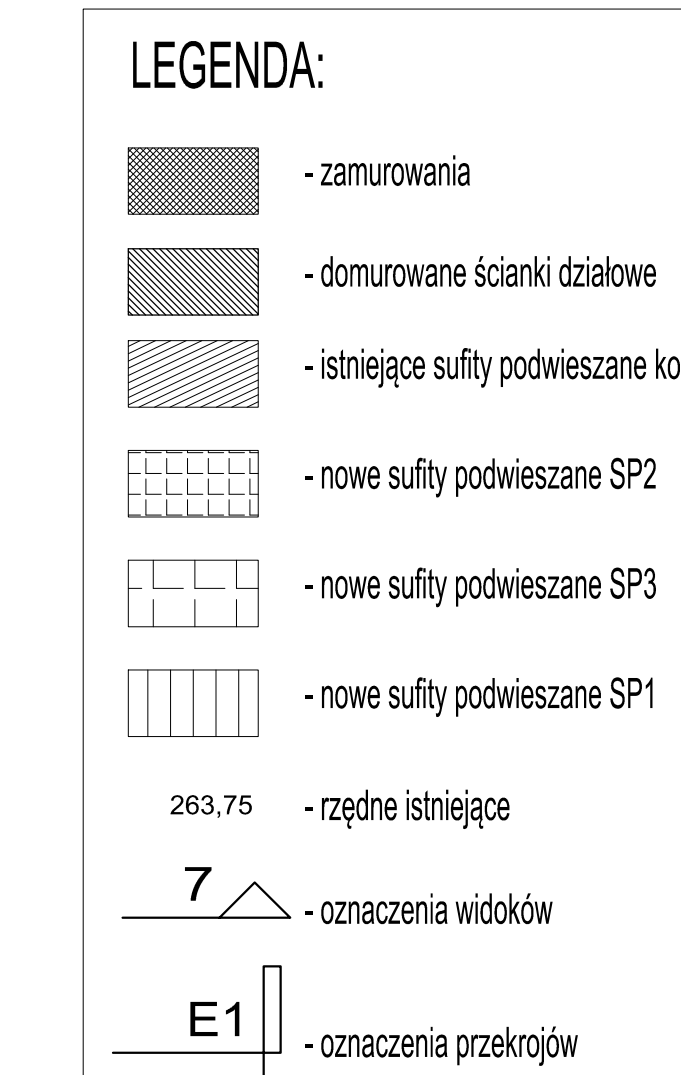 LEGENDA:
- zamurowania
- domurowane ścianki działowe
- istniejące sufity podwieszane ko
- nowe sufity podwieszane SP2
- nowe sufity podwieszane SP3
- nowe sufity podwieszane SP1
263,75 - rzędne istniejące
7 - oznaczenia widoków
E1 - oznaczenia przekrojów